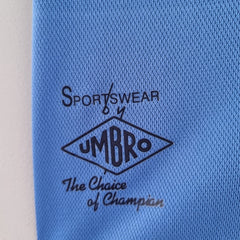 SPORTSWEAR
by
UMBRO
The Choice
of Champion